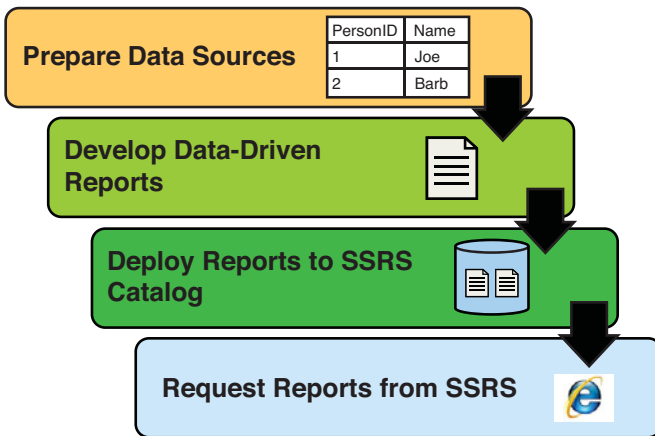 Prepare Data Sources
PersonID Name
1 Joe
2 Barb
Develop Data-Driven
Reports
Deploy Reports to SSRS
Catalog
Request Reports from SSRS